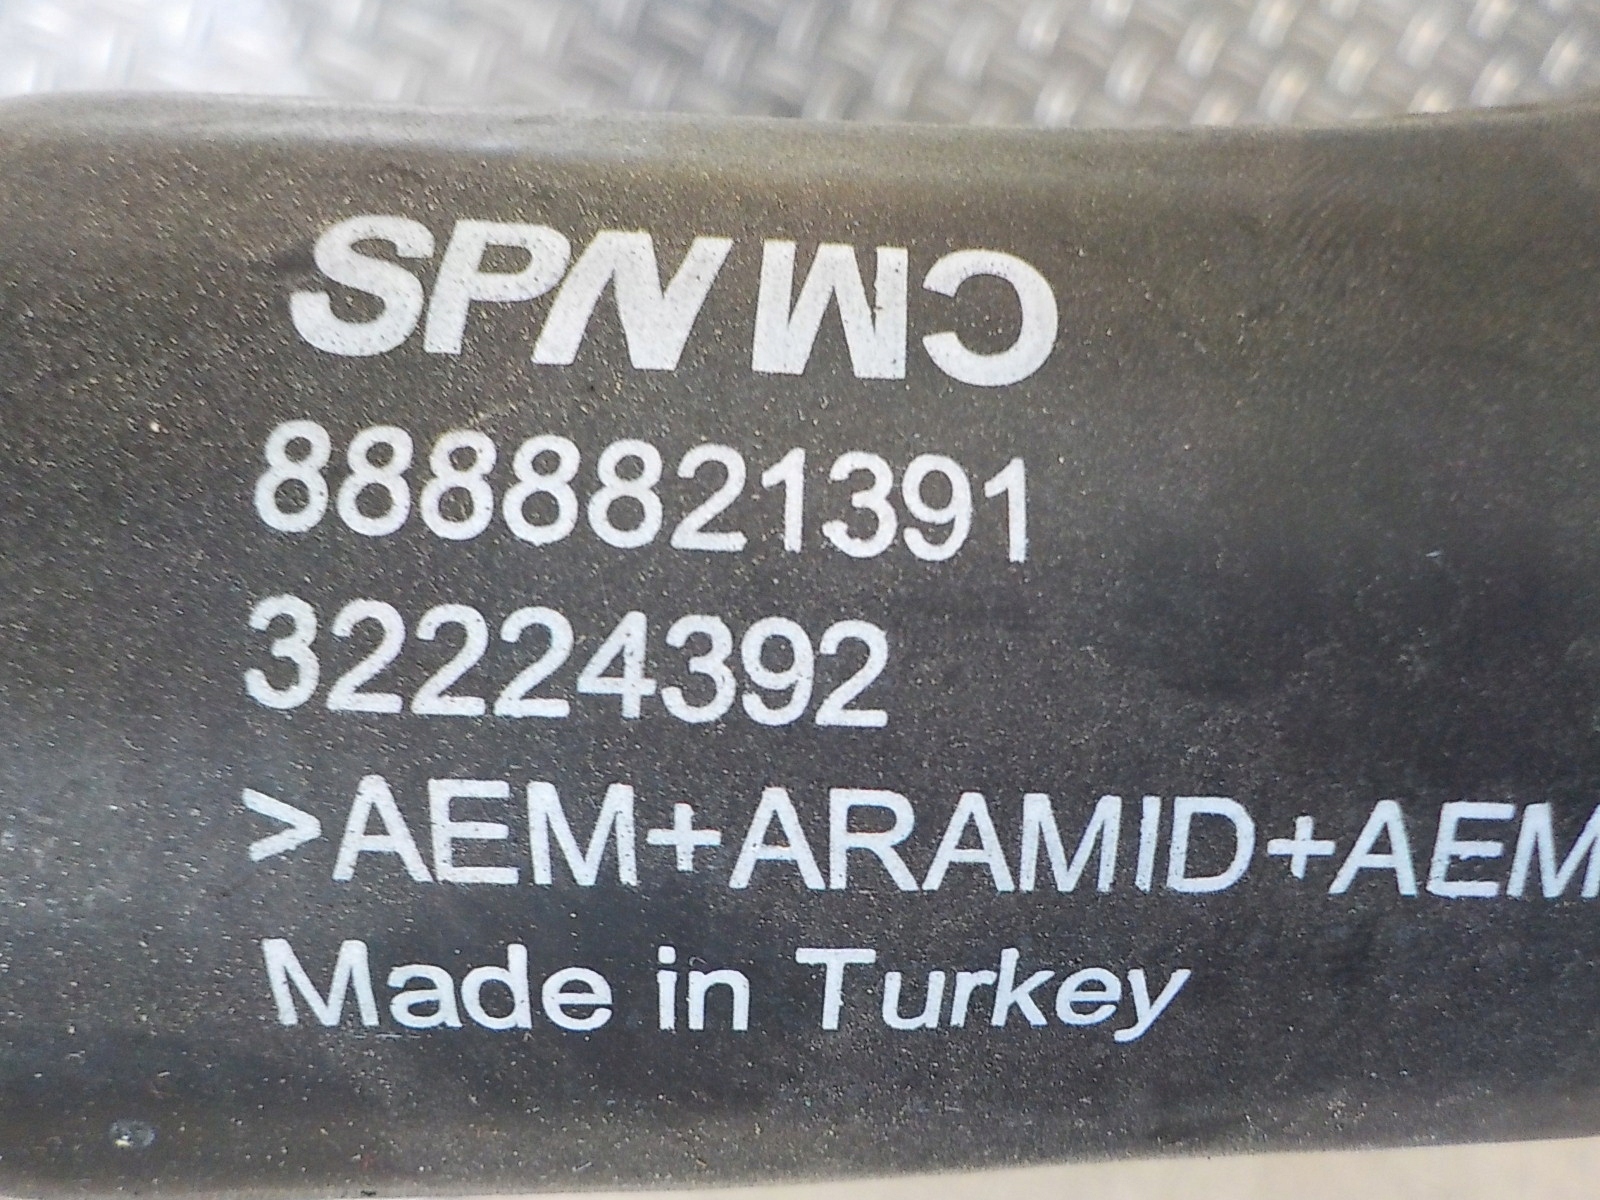 SPN WC
8888821391
32224392
>AEM+ARAMID+AEM
Made in Turkey